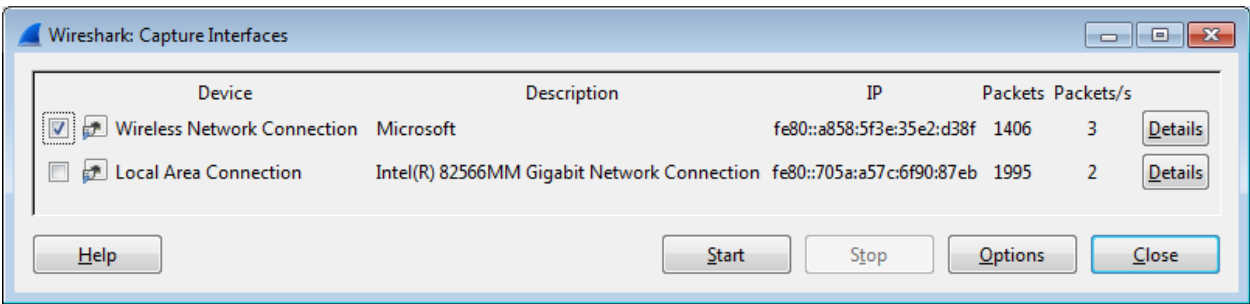 Wireshark: Capture Interfaces
Device Description IP Packets Packets/s
Wireless Network Connection Microsoft fe80::a858:5f3e:35e2:d38f 1406 3 Details
Local Area Connection Intel(R) 82566MM Gigabit Network Connection fe80::705a:a57c:6f90:87eb 1995 2 Details
Help Start Stop Options Close